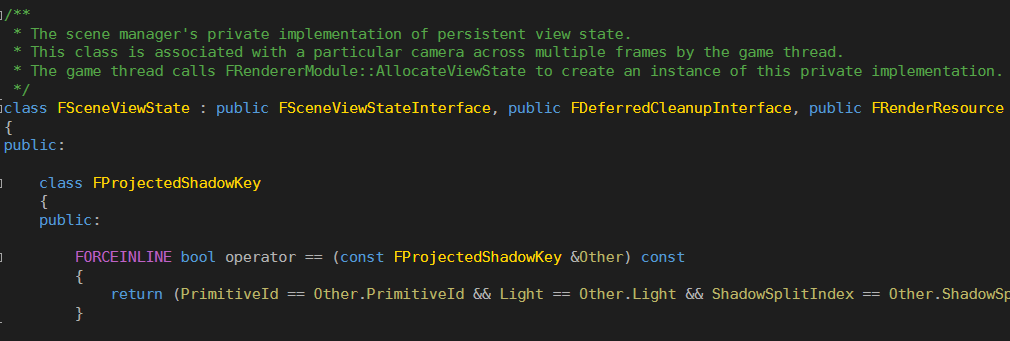 /**
 * The scene manager's private implementation of persistent view state.
 * This class is associated with a particular camera across multiple frames by the game thread.
 * The game thread calls FRendererModule::AllocateViewState to create an instance of this private implementation.
 */
class FSceneViewState : public FSceneViewStateInterface, public FDeferredCleanupInterface, public FRenderResource
{
public:
    class FProjectedShadowKey
    {
    public:
        FORCEINLINE bool operator == (const FProjectedShadowKey &Other) const
        {
            return (PrimitiveId == Other.PrimitiveId && Light == Other.Light && ShadowSplitIndex == Other.ShadowSp
        }